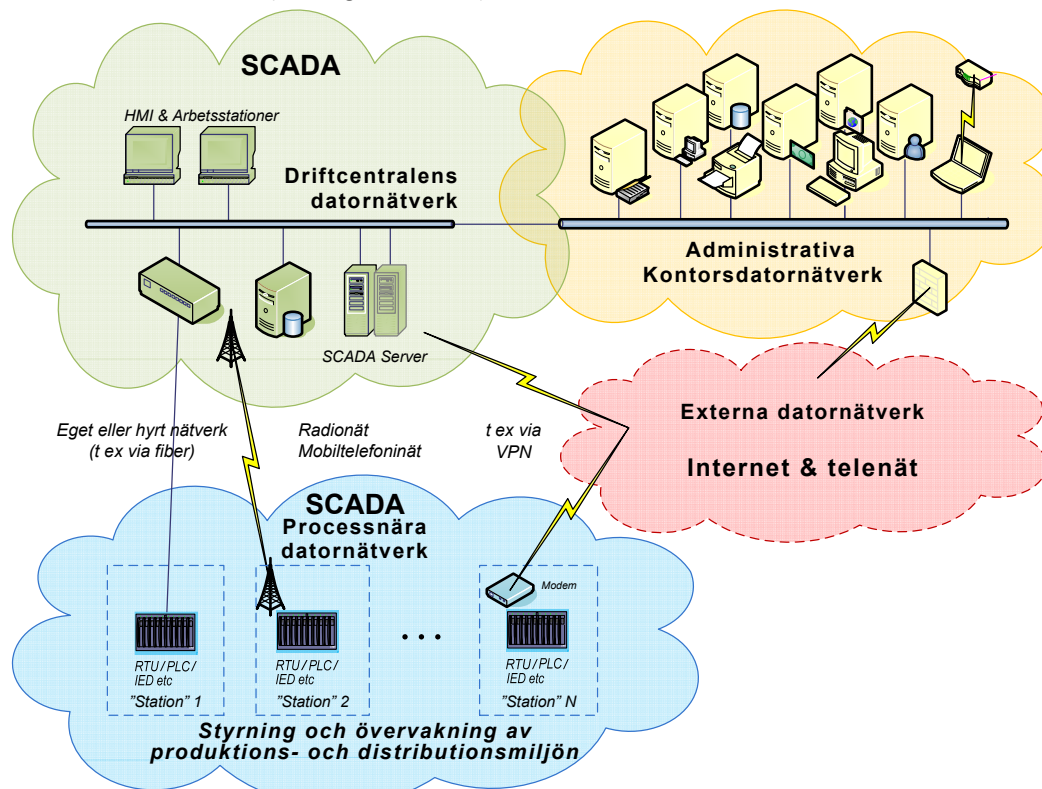 SCADA
HMI & Arbetsstationer
Driftcentralens
datornätverk
SCADA Server
Administrativa
Kontorsdatornätverk
Externa datornätverk
Internet & telenät
Eget eller hyrt nätverk
(t ex via fiber)
Radionät
Mobiltelefoninät
t ex via
VPN
SCADA
Processnära
datornätverk
Modem
RTU / PLC /
IED etc
"Station" 1
RTU / PLC /
IED etc
"Station" 2
. . .
RTU / PLC /
IED etc
"Station" N
Styrning och övervakning av
produktions- och distributionsmiljön